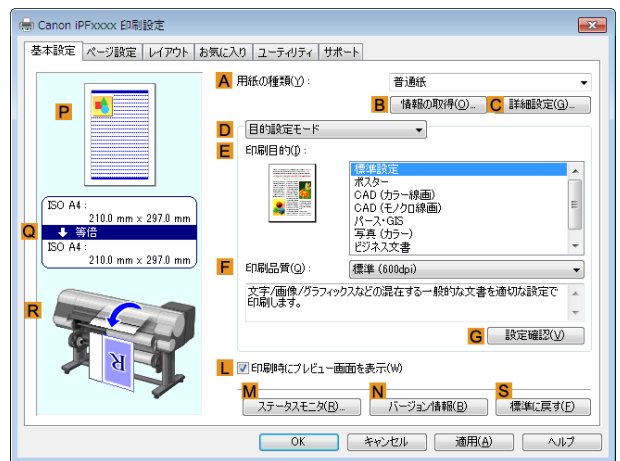 Canon iPFxxxx 印刷設定
基本設定 ページ設定 レイアウト お気に入り ユーティリティ サポート
A 用紙の種類(Y): 普通紙
B 情報の取得(O)... C 詳細設定(G)...
P
D 目的設定モード
E 印刷目的(I):
標準設定
ポスター
CAD (カラー線画)
CAD (モノクロ線画)
パース・GIS
写真 (カラー)
ビジネス文書
ISO A4 :
210.0 mm x 297.0 mm
Q 等倍
ISO A4 :
210.0 mm x 297.0 mm
F 印刷品質(Q): 標準 (600dpi)
文字/画像/グラフィックスなどの混在する一般的な文書を適切な設定で
印刷します。
R
G 設定確認(V)
R
L 印刷時にプレビュー画面を表示(W)
M N S
ステータスモニタ(R)... バージョン情報(B) 標準に戻す(F)
OK キャンセル 適用(A) ヘルプ